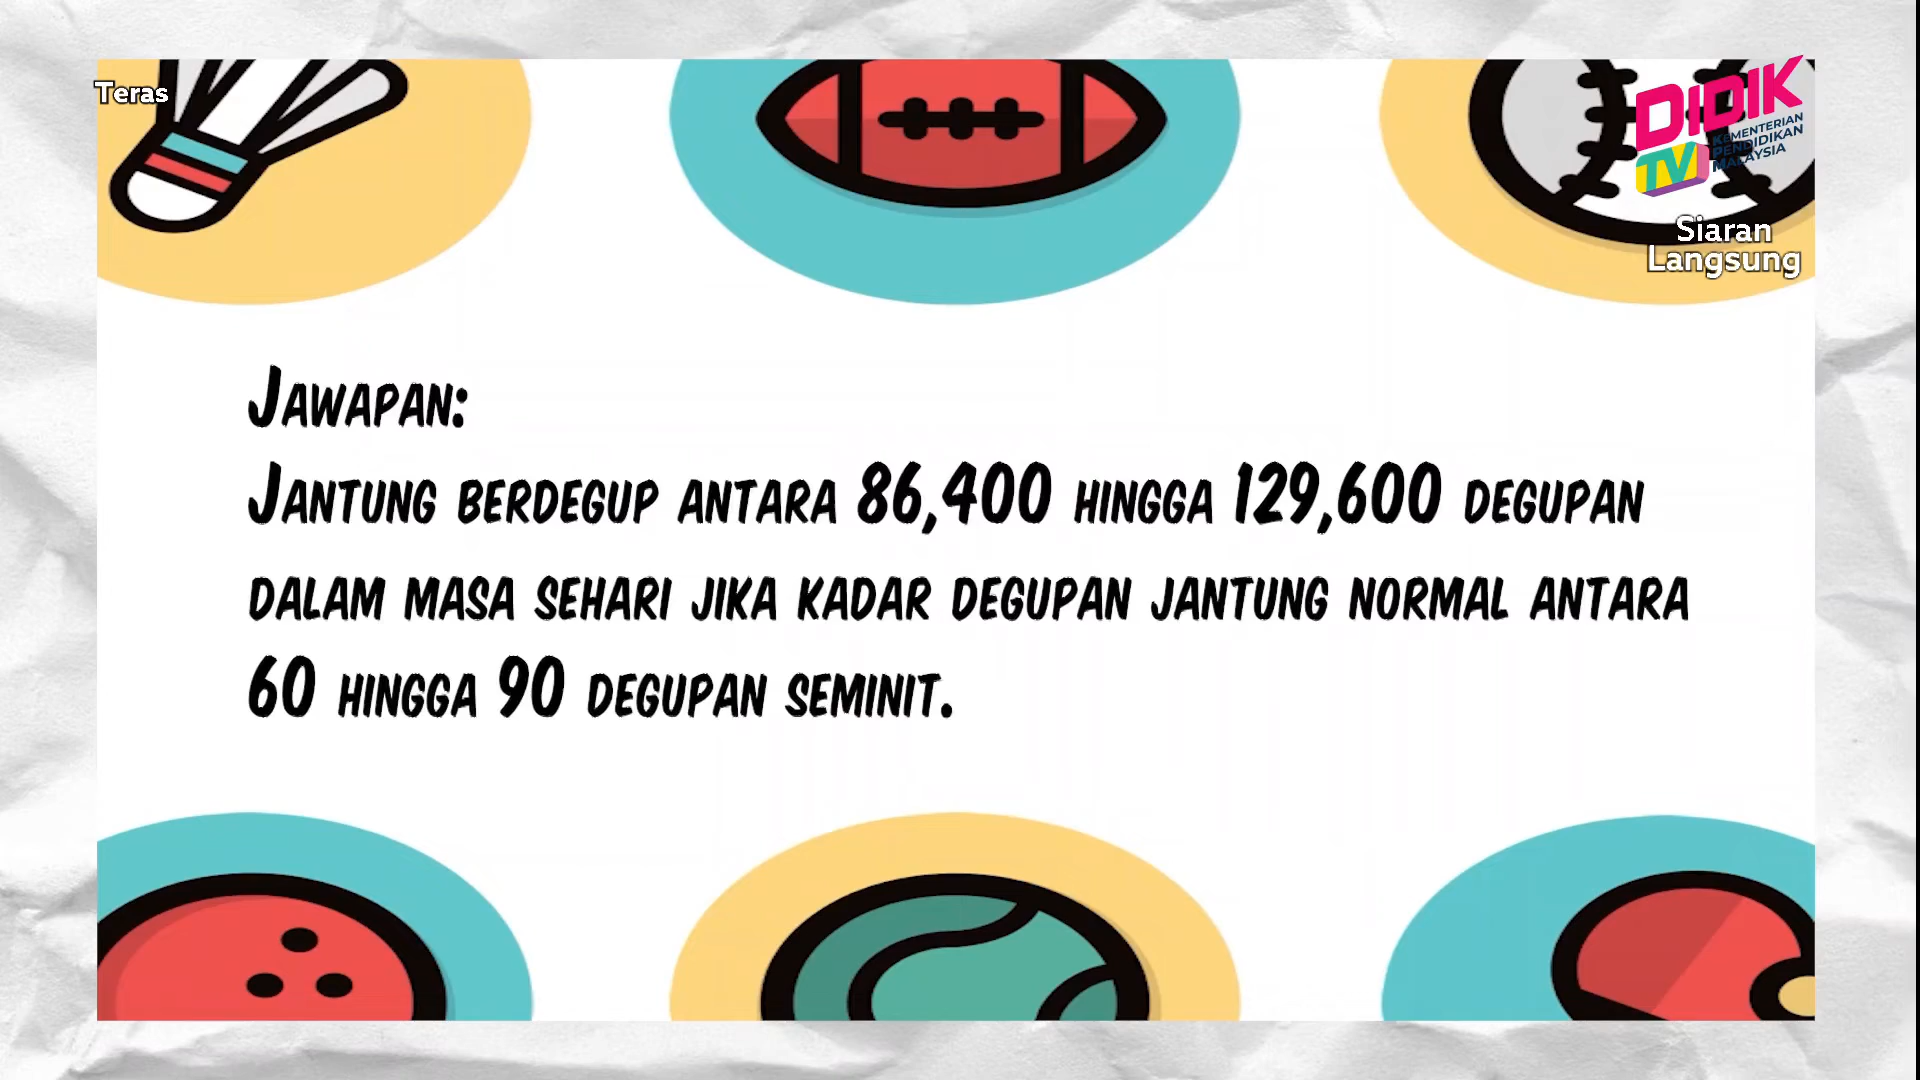 Teras
DIDIK
TV
KEMENTERIAN
PENDIDIKAN
MALAYSIA
Siaran
Langsung
JAWAPAN:
JANTUNG BERDEGUP ANTARA 86,400 HINGGA 129,600 DEGUPAN
DALAM MASA SEHARI JIKA KADAR DEGUPAN JANTUNG NORMAL ANTARA
60 HINGGA 90 DEGUPAN SEMINIT.